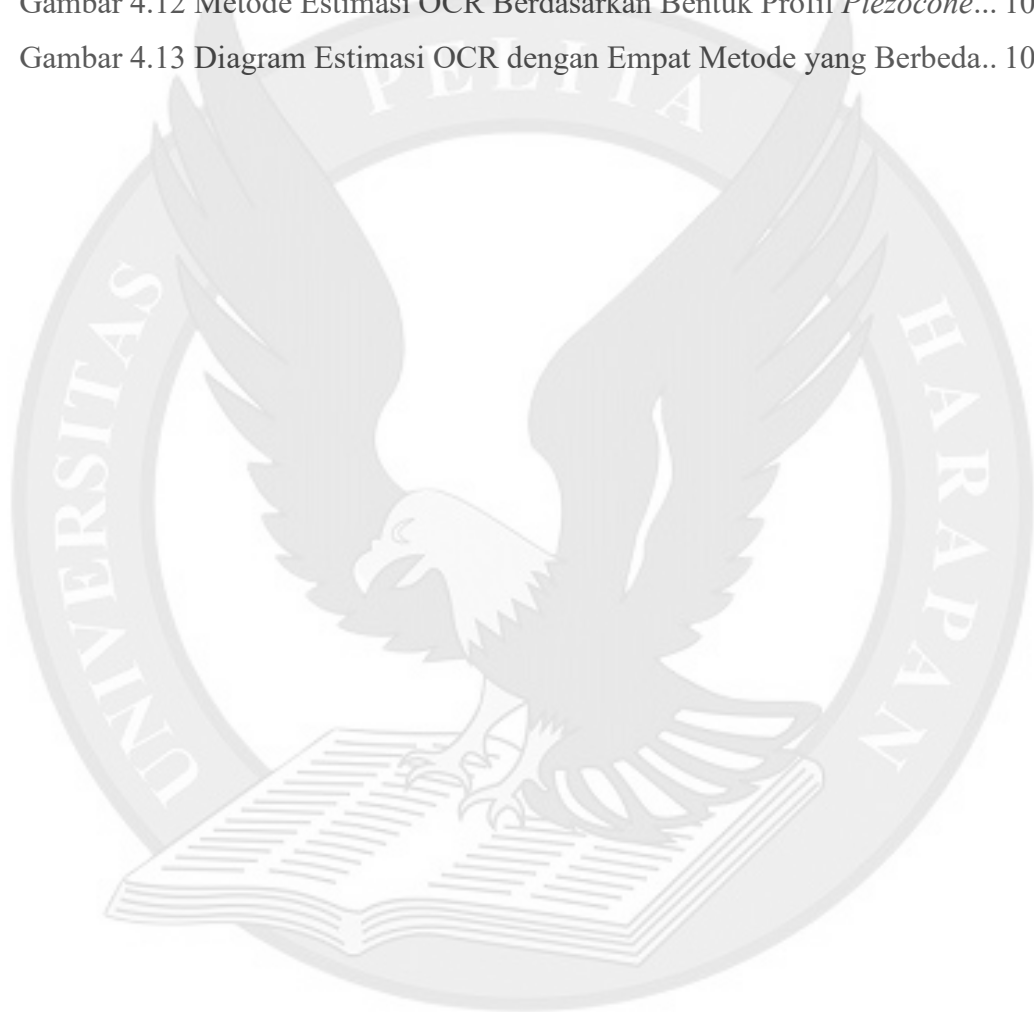 Gambar 4.12 Metode Estimasi OCR Berdasarkan Bentuk Profil Piezocone... 10
Gambar 4.13 Diagram Estimasi OCR dengan Empat Metode yang Berbeda.. 10
UNIVERSITAS PELITA HARAPAN